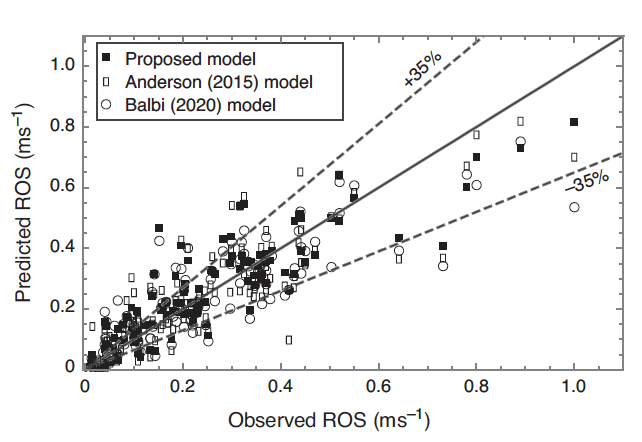 Proposed model
Anderson (2015) model
Balbi (2020) model
+35%
–35%
1.0
0.8
0.6
0.4
0.2
0
0
0.2
0.4
0.6
0.8
1.0
Predicted ROS (ms⁻¹)
Observed ROS (ms⁻¹)